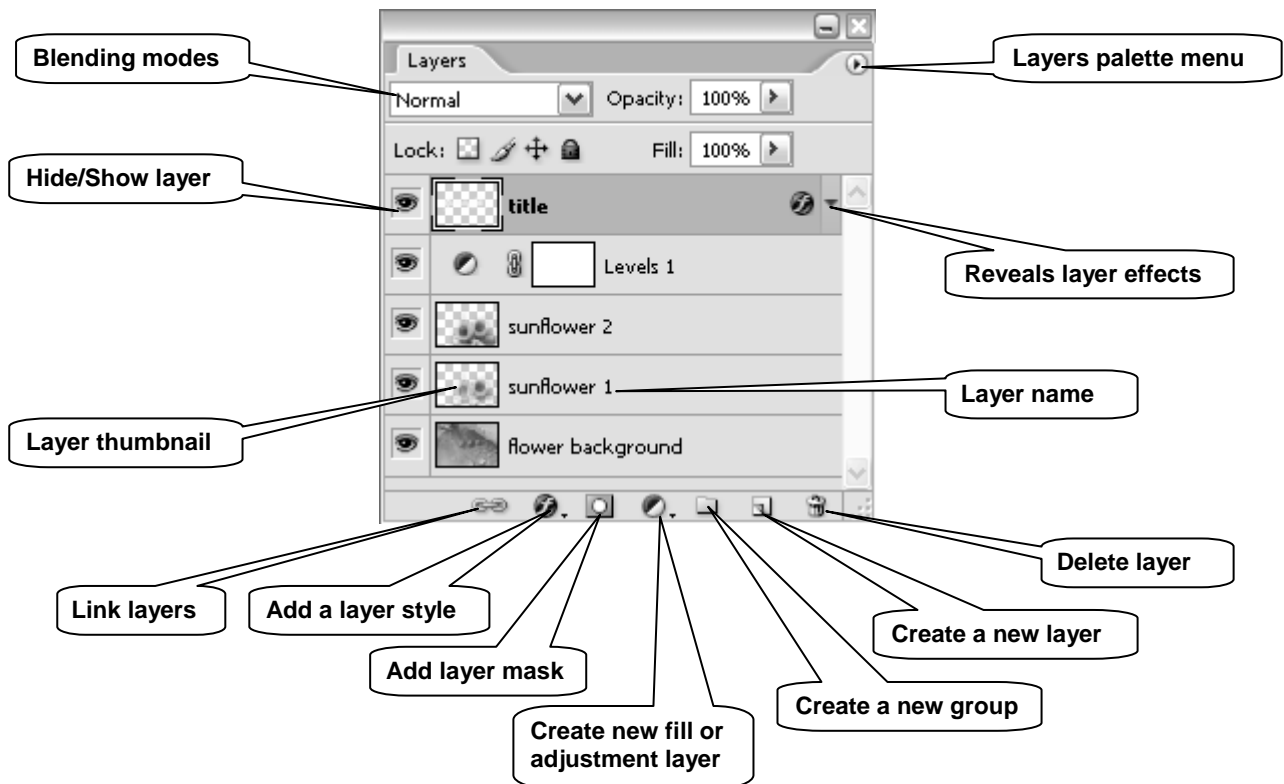 Blending modes
Layers
Layers palette menu
Normal
Opacity: 100%
Lock:
Fill: 100%
Hide/Show layer
title
Levels 1
Reveals layer effects
sunflower 2
sunflower 1
Layer name
Layer thumbnail
flower background
Delete layer
Link layers
Add a layer style
Create a new layer
Add layer mask
Create a new group
Create new fill or
adjustment layer